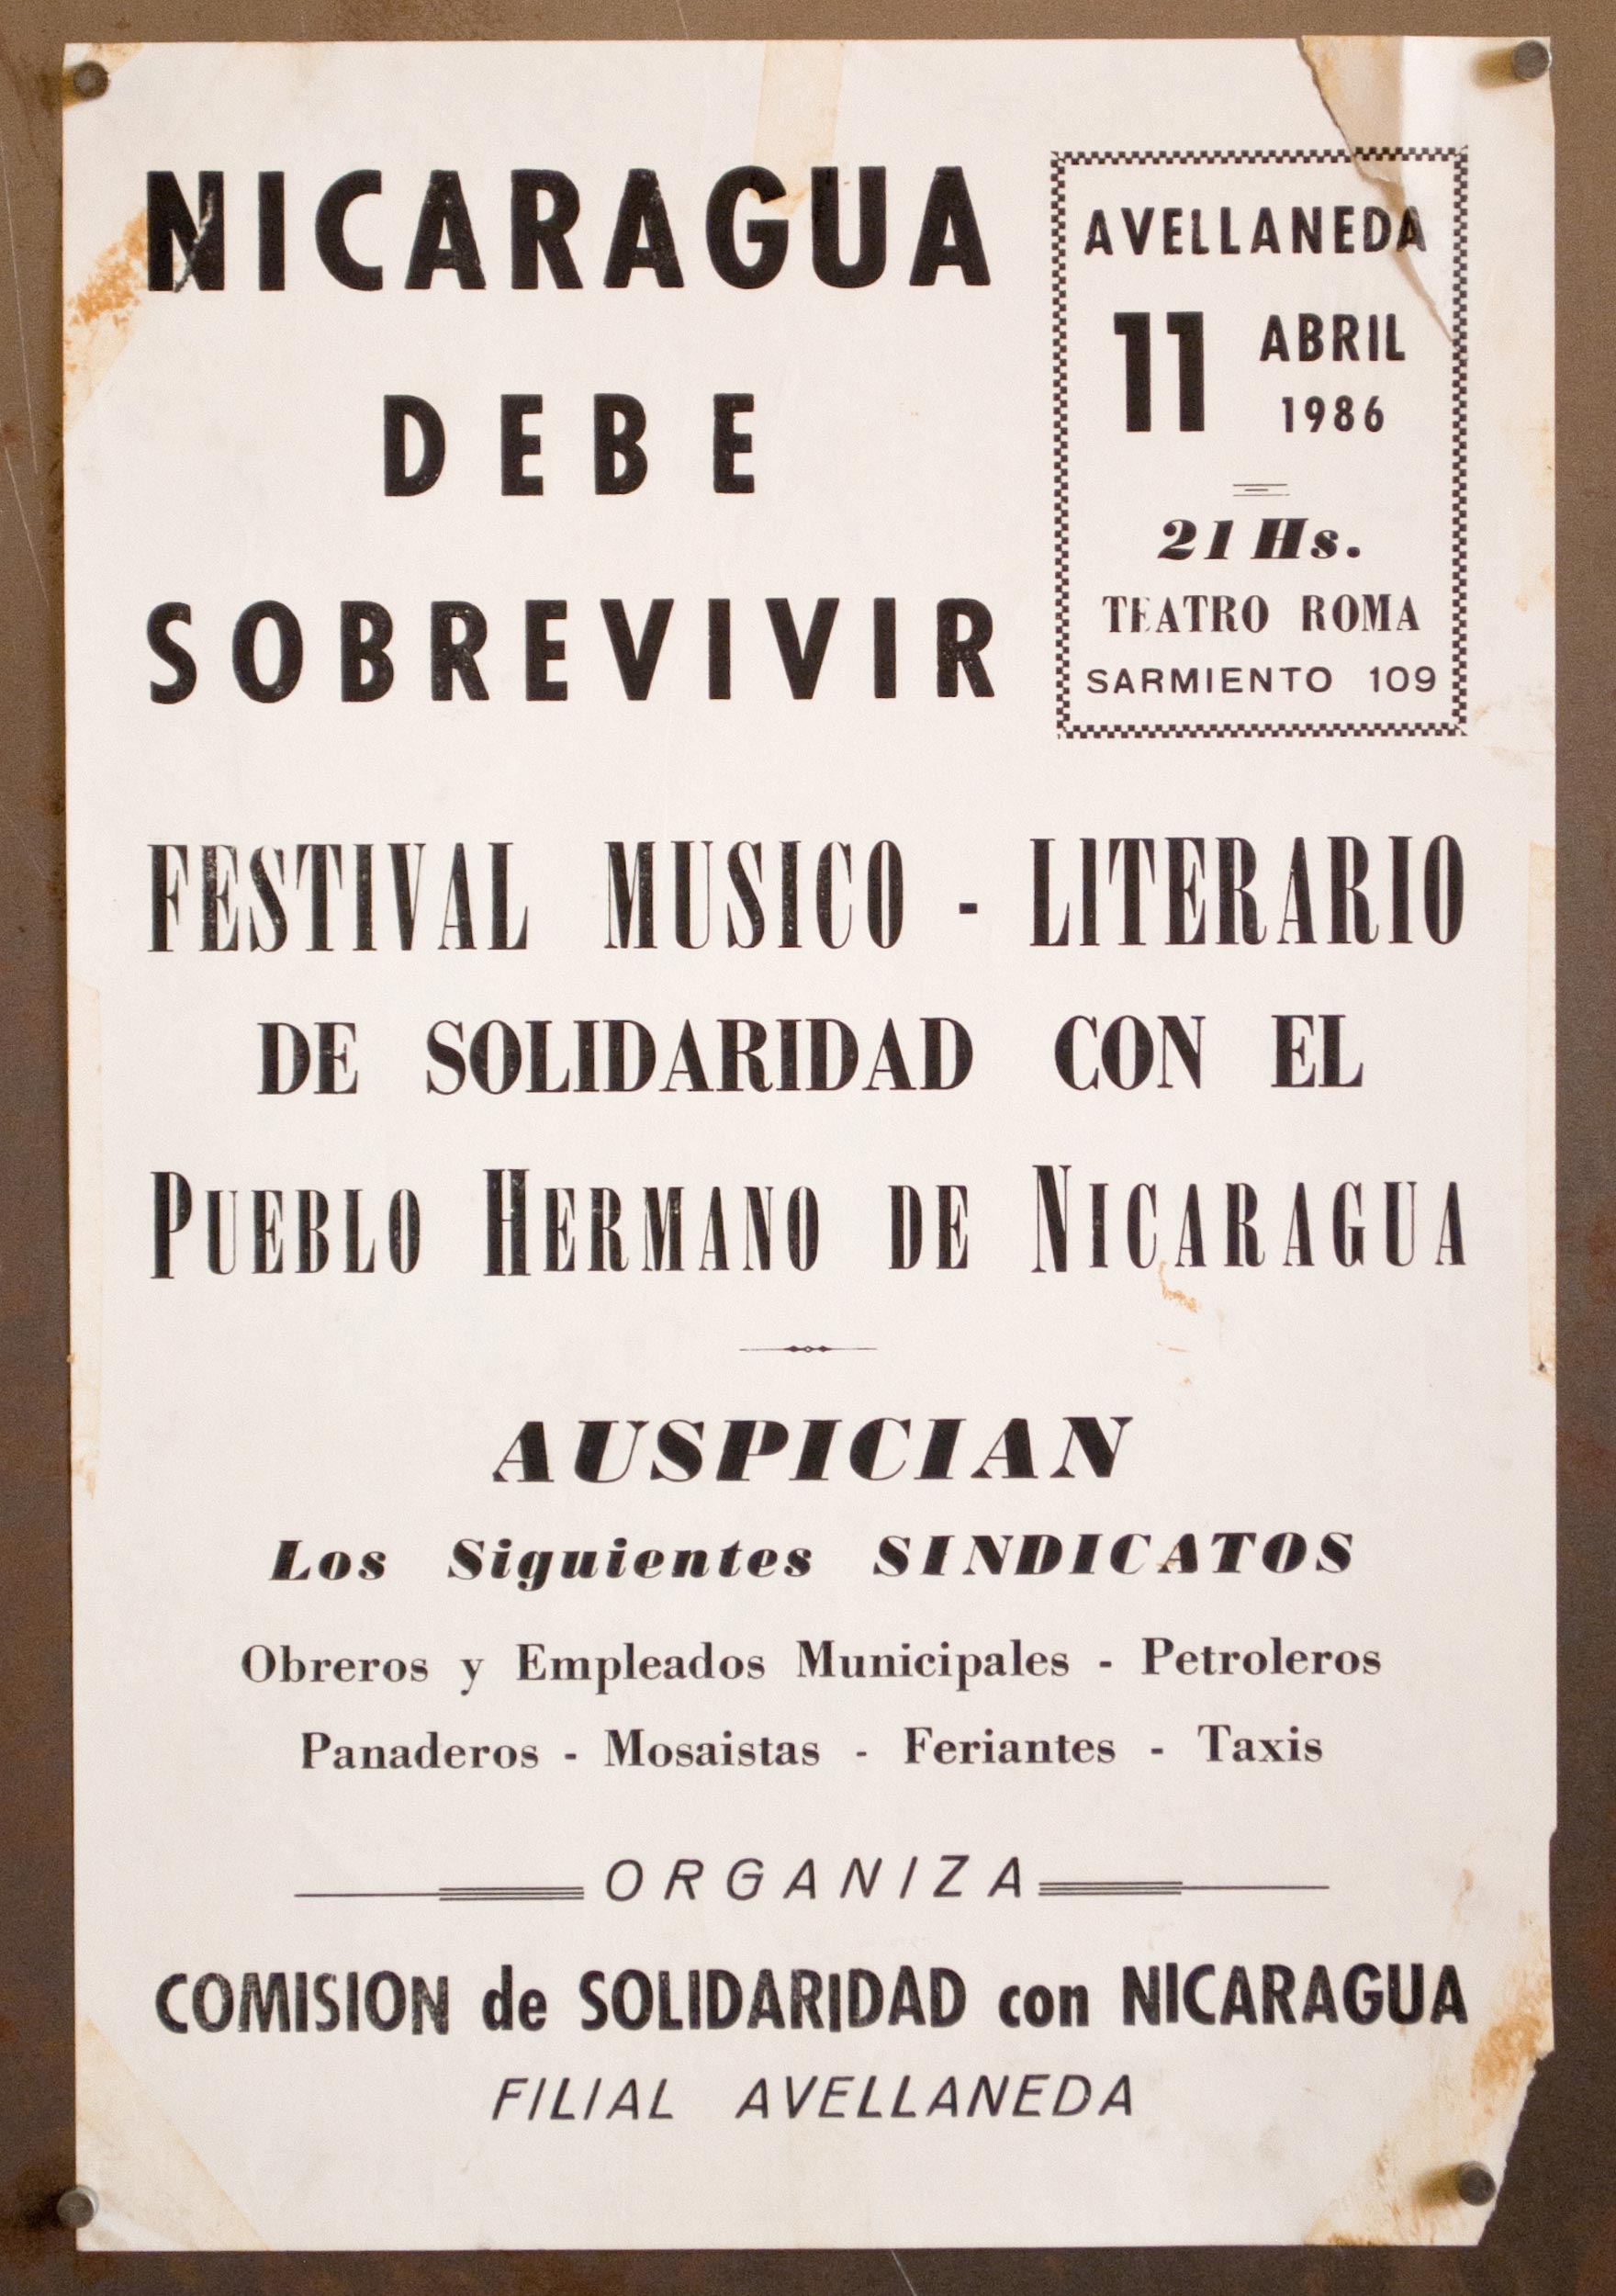 NICARAGUA
DEBE
SOBREVIVIR
AVELLANEDA
11 ABRIL
1986
21 Hs.
TEATRO ROMA
SARMIENTO 109
FESTIVAL MUSICO - LITERARIO
DE SOLIDARIDAD CON EL
PUEBLO HERMANO DE NICARAGUA
AUSPICIAN
Los Siguientes SINDICATOS
Obreros y Empleados Municipales - Petroleros
Panaderos - Mosaistas - Feriantes - Taxis
ORGANIZA
COMISION de SOLIDARIDAD con NICARAGUA
FILIAL AVELLANEDA